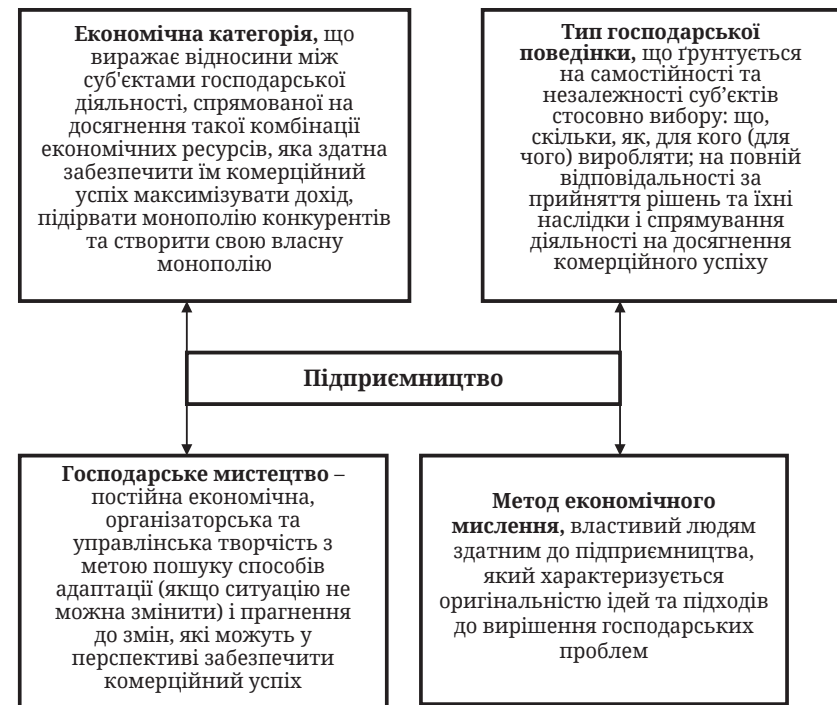 Економічна категорія, що
виражає відносини між
суб'єктами господарської
діяльності, спрямованої на
досягнення такої комбінації
економічних ресурсів, яка здатна
забезпечити їм комерційний
успіх максимізувати дохід,
підірвати монополію конкурентів
та створити свою власну
монополію
Тип господарської
поведінки, що ґрунтується
на самостійності та
незалежності суб’єктів
стосовно вибору: що,
скільки, як, для кого (для
чого) виробляти; на повній
відповідальності за
прийняття рішень та їхні
наслідки і спрямування
діяльності на досягнення
комерційного успіху
Підприємництво
Господарське мистецтво –
постійна економічна,
організаторська та
управлінська творчість з
метою пошуку способів
адаптації (якщо ситуацію не
можна змінити) і прагнення
до змін, які можуть у
перспективі забезпечити
комерційний успіх
Метод економічного
мислення, властивий людям
здатним до підприємництва,
який характеризується
оригінальністю ідей та підходів
до вирішення господарських
проблем